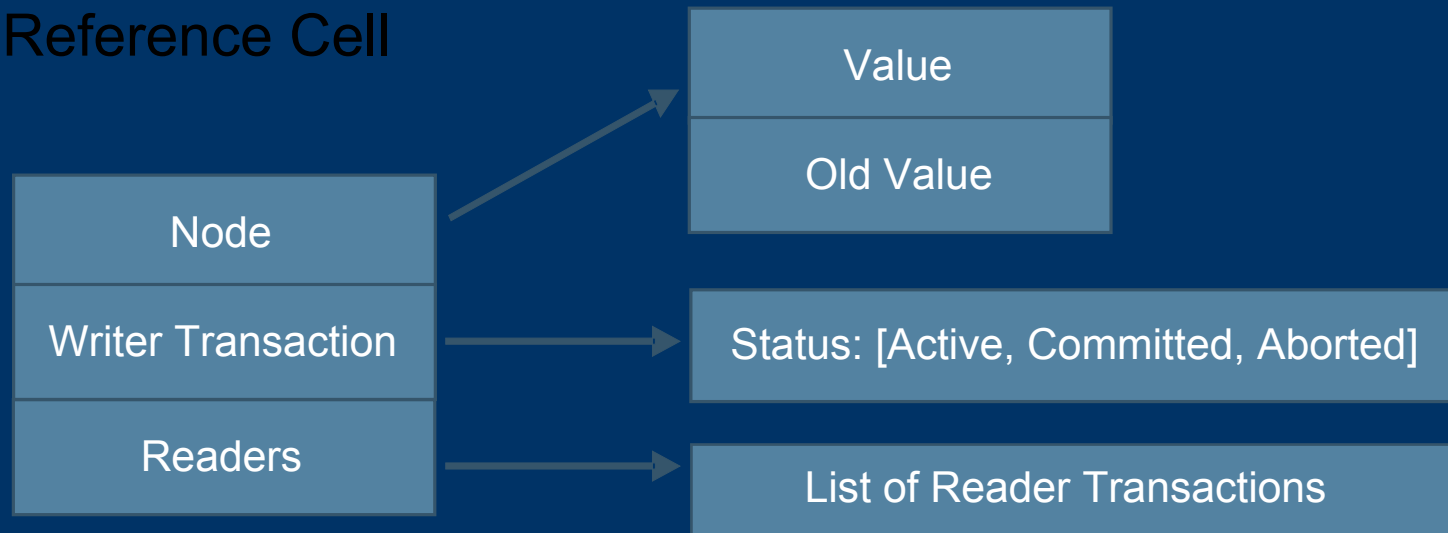 Reference Cell
Value
Old Value
Node
Writer Transaction
Status: [Active, Committed, Aborted]
Readers
List of Reader Transactions